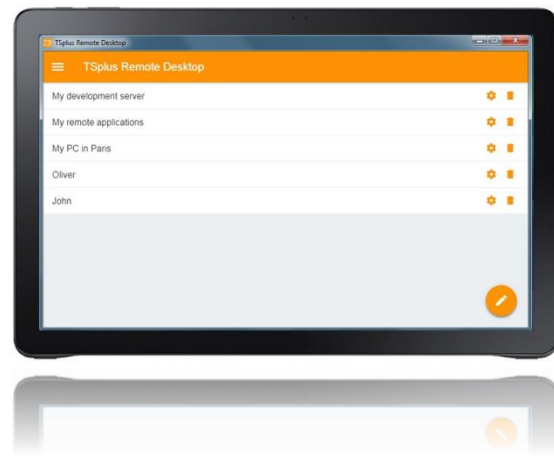 TSplus Remote Desktop
TSplus Remote Desktop
My development server
My remote applications
My PC in Paris
Oliver
John